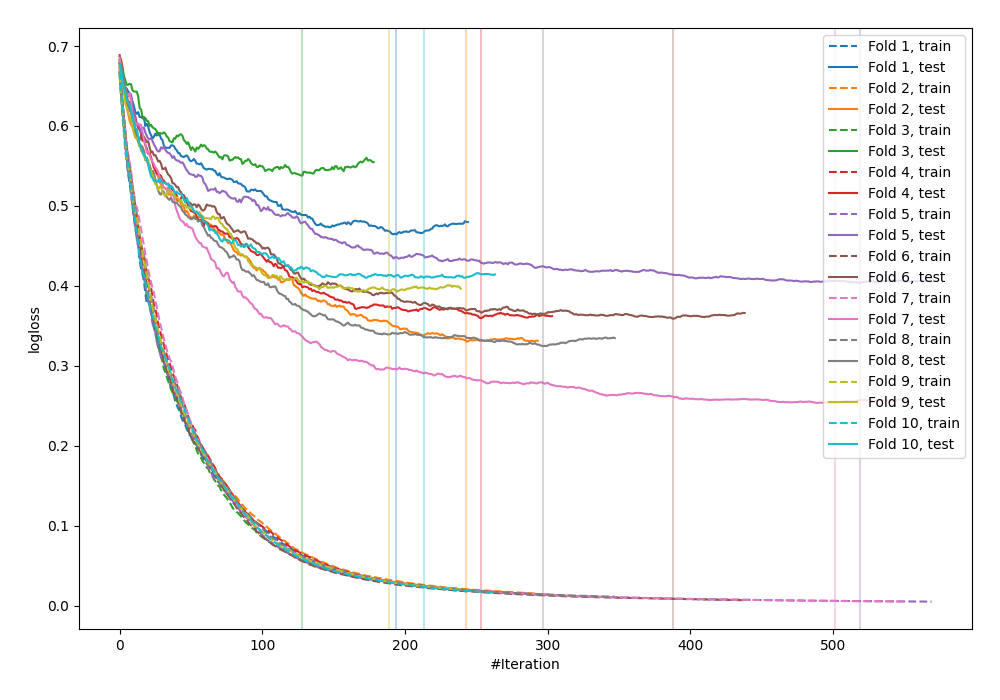 0.7
0.6
0.5
0.4
0.3
0.2
0.1
0.0
logloss
0
100
200
300
400
500
#Iteration
Fold 1, train
Fold 1, test
Fold 2, train
Fold 2, test
Fold 3, train
Fold 3, test
Fold 4, train
Fold 4, test
Fold 5, train
Fold 5, test
Fold 6, train
Fold 6, test
Fold 7, train
Fold 7, test
Fold 8, train
Fold 8, test
Fold 9, train
Fold 9, test
Fold 10, train
Fold 10, test